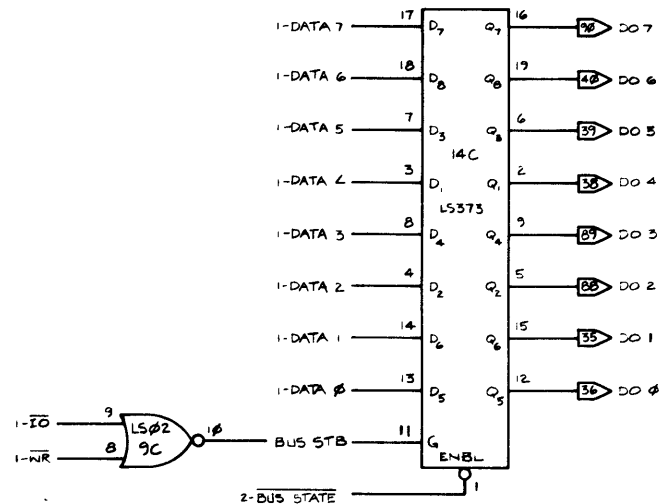 1-DATA 7 17 D7 Q7 16 90 DO 7
1-DATA 6 18 D8 Q8 19 40 DO 6
1-DATA 5 7 D3 Q3 6 39 DO 5
14C
1-DATA 4 3 D1 Q1 2 38 DO 4
LS373
1-DATA 3 8 D4 Q4 9 89 DO 3
1-DATA 2 4 D2 Q2 5 88 DO 2
1-DATA 1 14 D6 Q6 15 35 DO 1
1-DATA Ø 13 D5 Q5 12 36 DO Ø
1-IO 9 LSØ2 1Ø BUS STB 11 G
1-WR 8 9C ENBL
2-BUS STATE 1